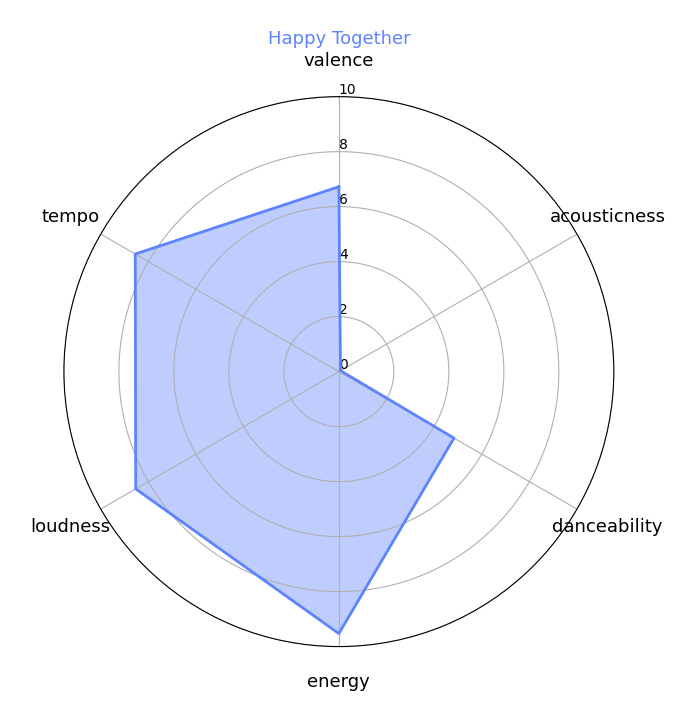 Happy Together
valence
10
8
tempo
acousticness
6
4
2
0
loudness
danceability
energy